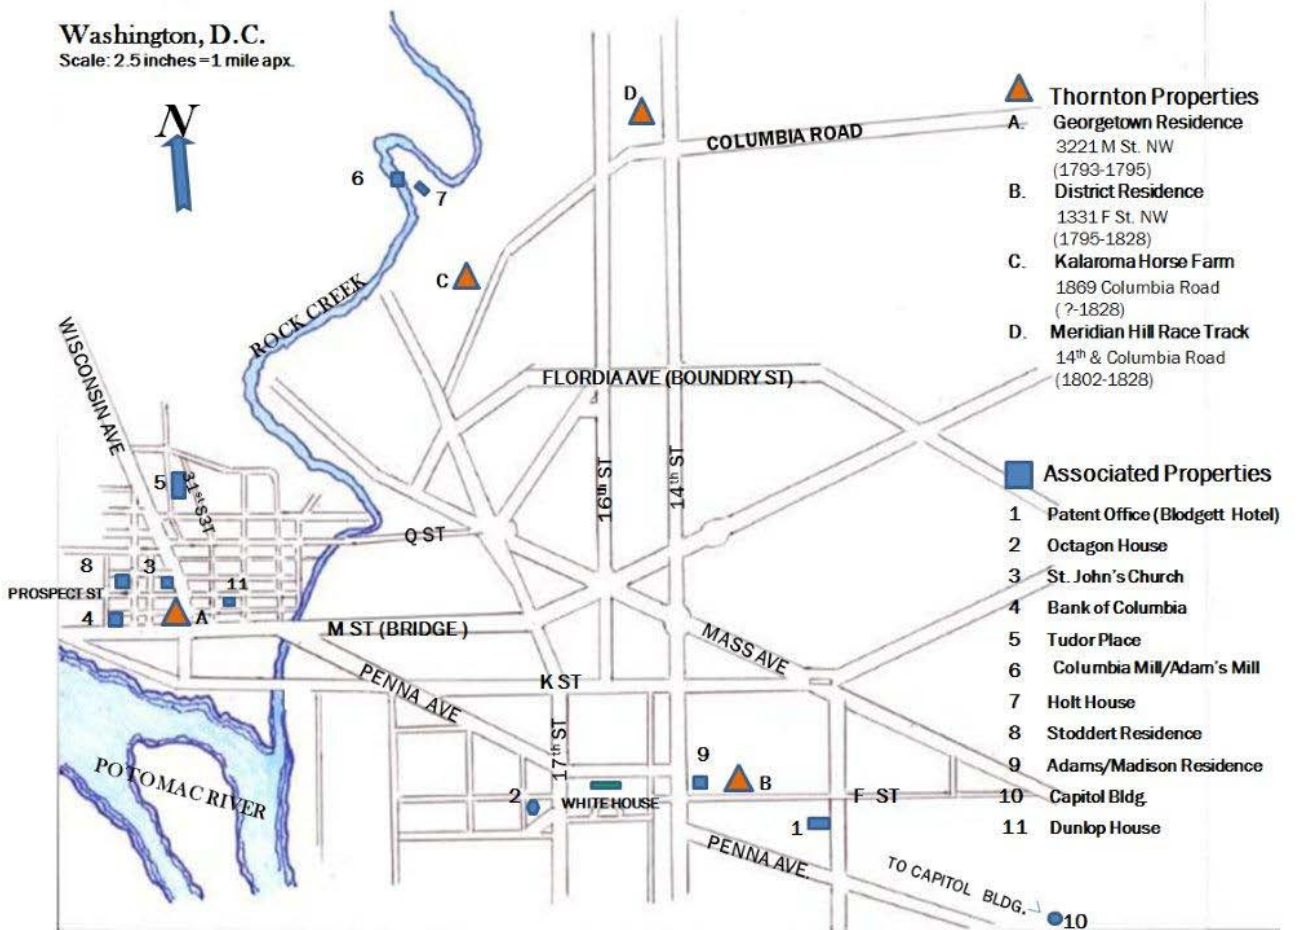 Washington, D.C.
Scale: 2.5 inches=1 mile apx.
N
D
COLUMBIA ROAD
6
7
C
ROCK CREEK
WISCONSIN AVE
FLORDIA AVE (BOUNDRY ST)
16th ST
14th ST
5
31st S3T
Q ST
8
3
11
PROSPECT ST
4
A
M ST (BRIDGE)
MASS AVE
PENNA AVE
K ST
17th ST
POTOMAC RIVER
9
B
2
WHITE HOUSE
F ST
1
PENNA AVE.
TO CAPITOL BLDG.
10
Thornton Properties
A. Georgetown Residence
3221 M St. NW
(1793-1795)
B. District Residence
1331 F St. NW
(1795-1828)
C. Kalaroma Horse Farm
1869 Columbia Road
( ?-1828)
D. Meridian Hill Race Track
14th & Columbia Road
(1802-1828)
Associated Properties
1 Patent Office (Blodgett Hotel)
2 Octagon House
3 St. John's Church
4 Bank of Columbia
5 Tudor Place
6 Columbia Mill/Adam's Mill
7 Holt House
8 Stoddert Residence
9 Adams/Madison Residence
10 Capitol Bldg.
11 Dunlop House